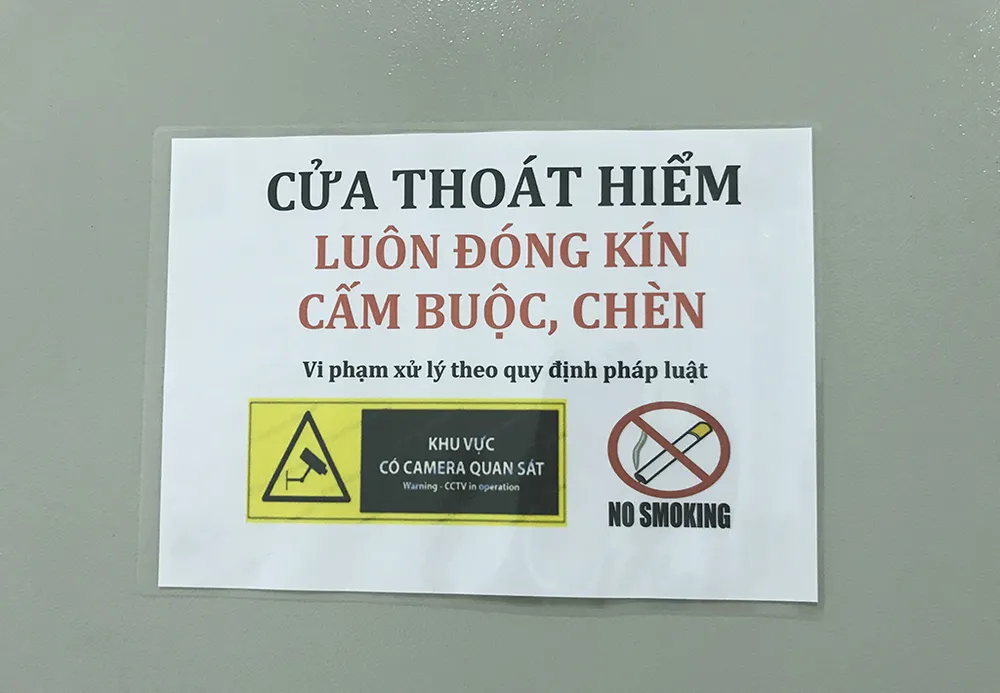 CỬA THOÁT HIỂM
LUÔN ĐÓNG KÍN
CẤM BUỘC, CHÈN
Vi phạm xử lý theo quy định pháp luật
KHU VỰC
CÓ CAMERA QUAN SÁT
Warning - CCTV in operation
NO SMOKING